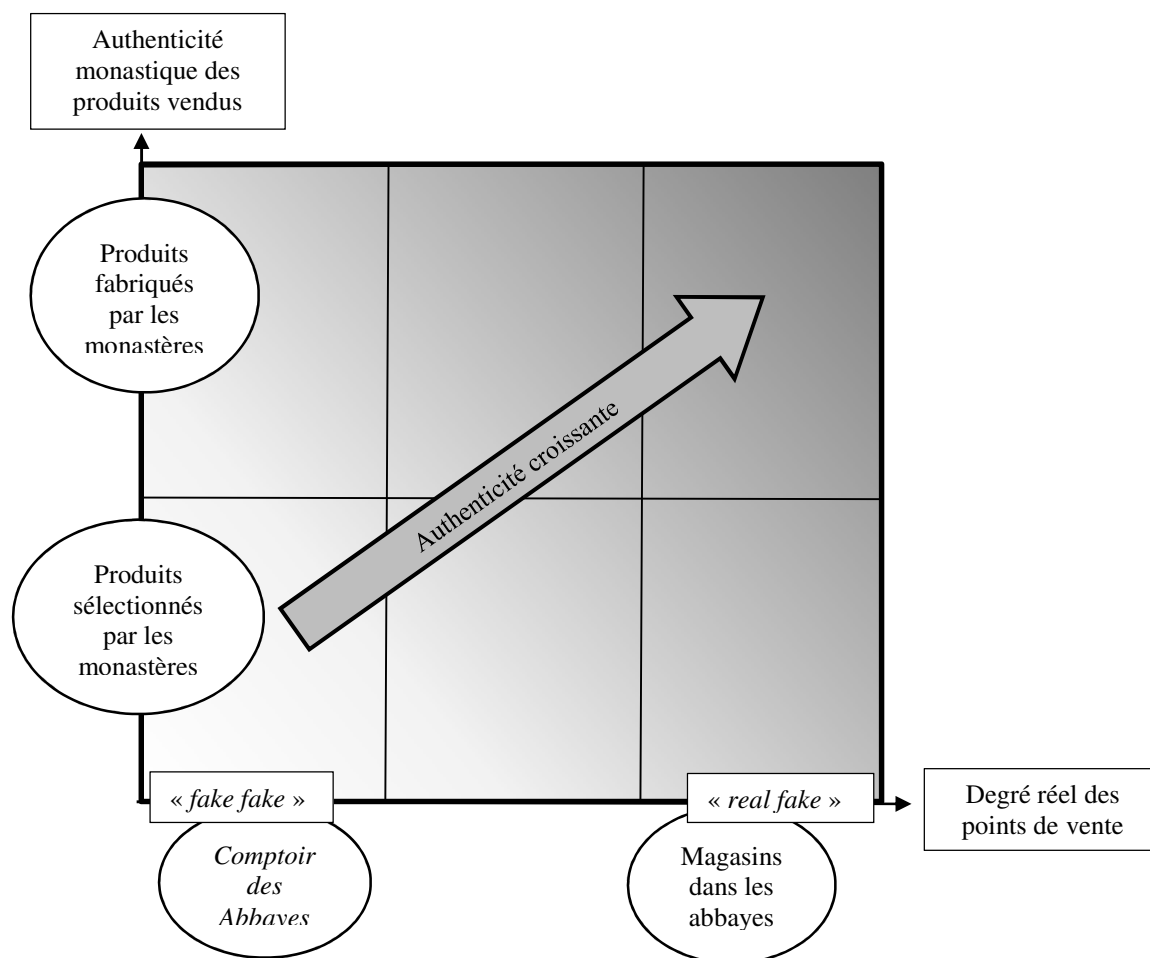 Authenticité
monastique des
produits vendus
Produits
fabriqués
par les
monastères
Authenticité croissante
Produits
sélectionnés
par les
monastères
« fake fake »
« real fake »
Degré réel des
points de vente
Comptoir
des
Abbayes
Magasins
dans les
abbayes